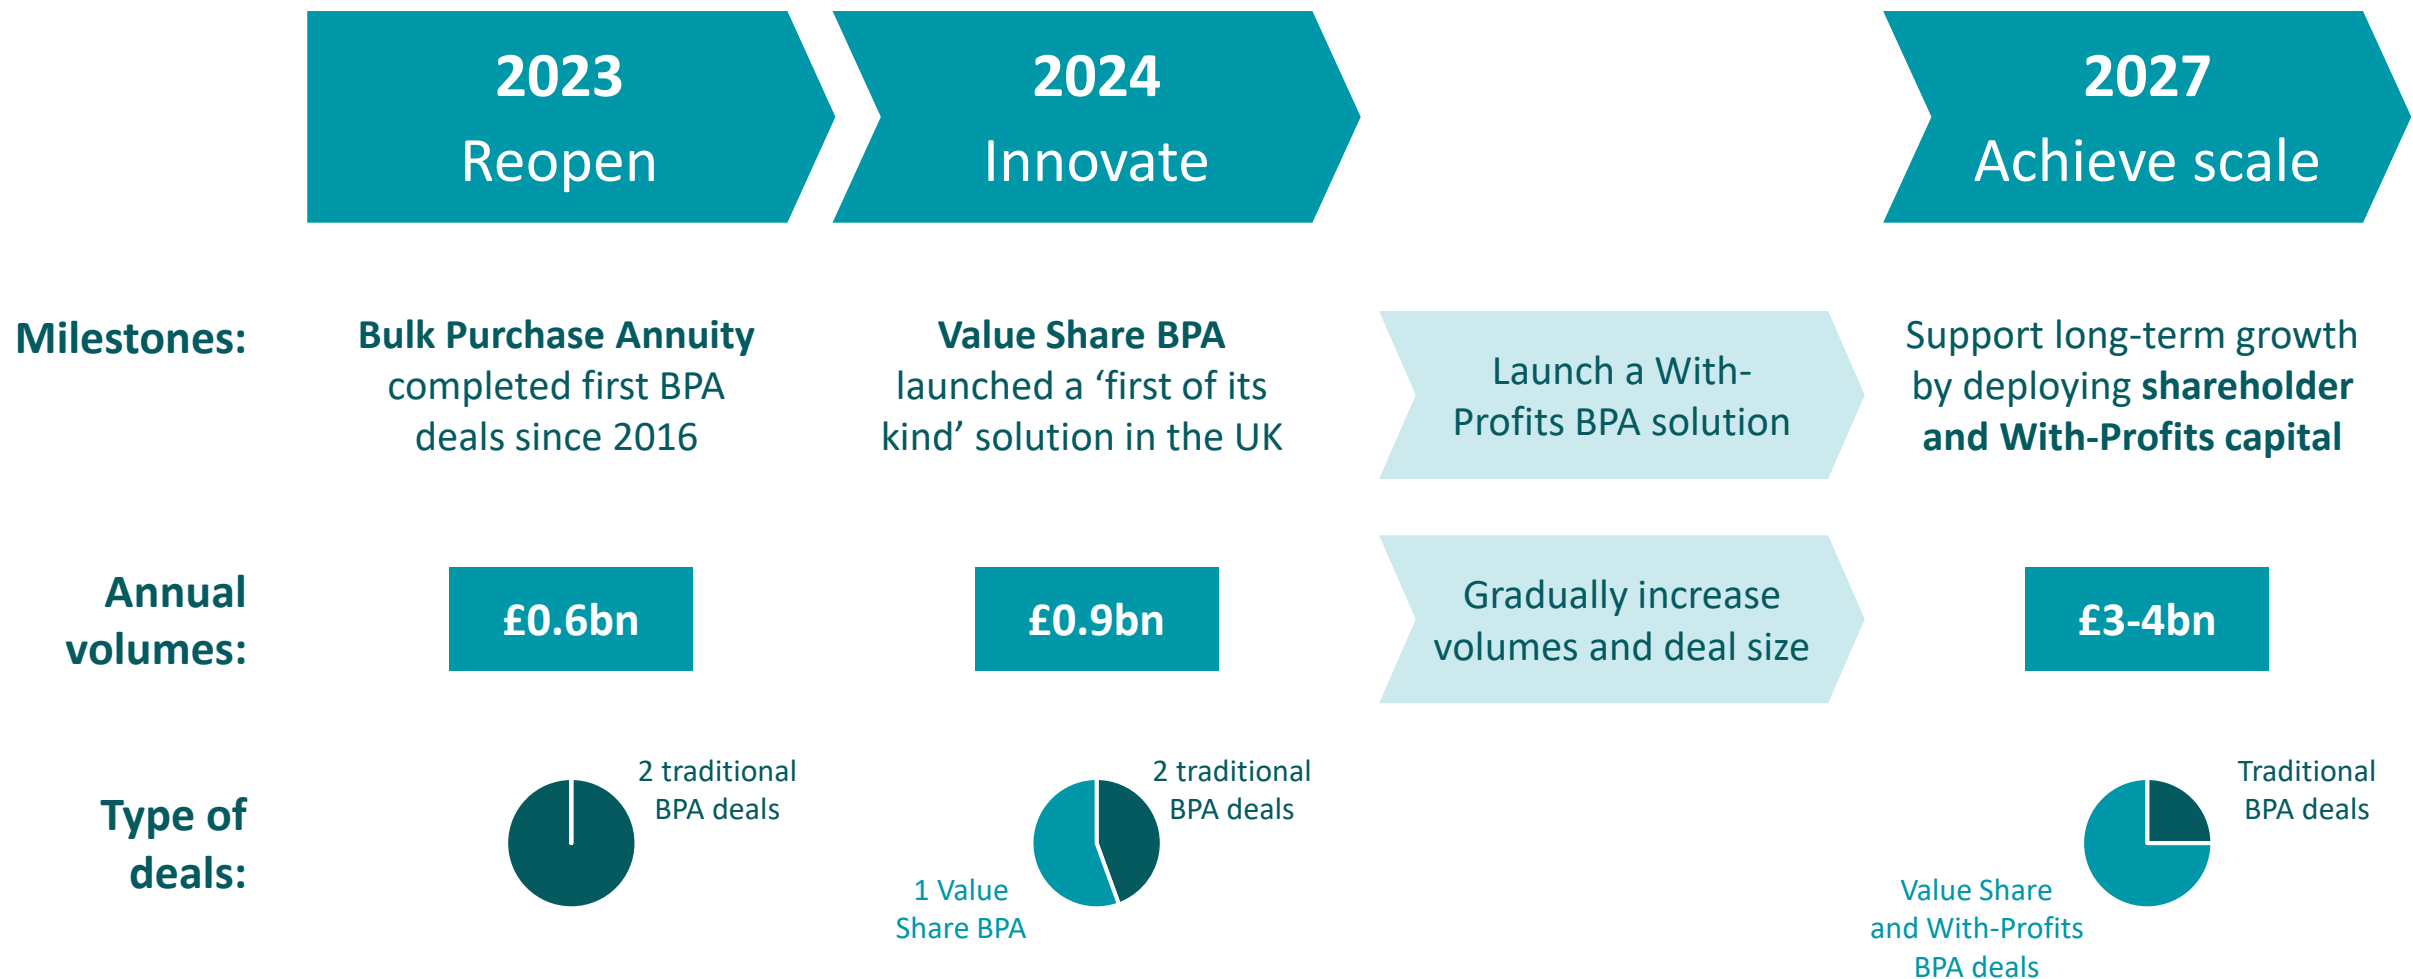 2023
Reopen
2024
Innovate
2027
Achieve scale
Milestones:
Bulk Purchase Annuity
completed first BPA
deals since 2016
Value Share BPA
launched a ‘first of its
kind’ solution in the UK
Launch a With-
Profits BPA solution
Support long-term growth
by deploying shareholder
and With-Profits capital
Annual
volumes:
£0.6bn
£0.9bn
Gradually increase
volumes and deal size
£3-4bn
Type of
deals:
2 traditional
BPA deals
2 traditional
BPA deals
1 Value
Share BPA
Traditional
BPA deals
Value Share
and With-Profits
BPA deals